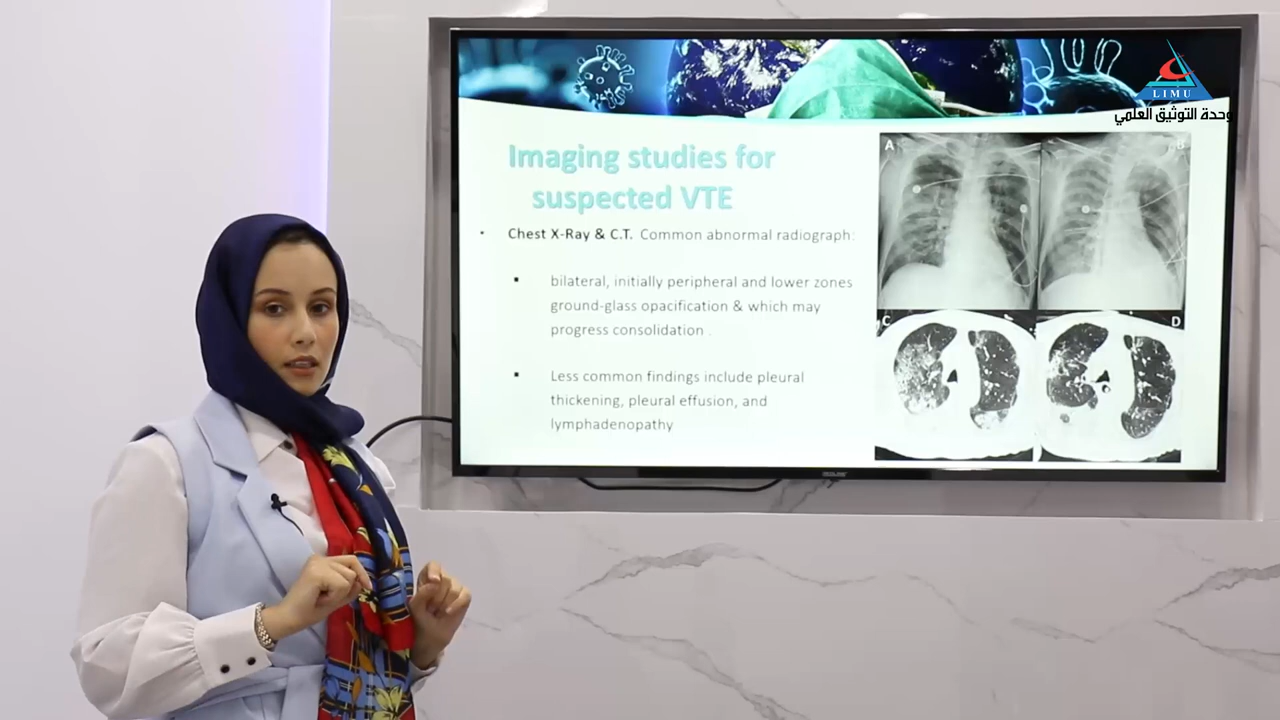 LIMU
وحدة التوثيق العلمي
Imaging studies for
suspected VTE
• Chest X-Ray & C.T. Common abnormal radiograph:
▪ bilateral, initially peripheral and lower zones
ground-glass opacification & which may
progress consolidation .
▪ Less common findings include pleural
thickening, pleural effusion, and
lymphadenopathy
A
B
C
D